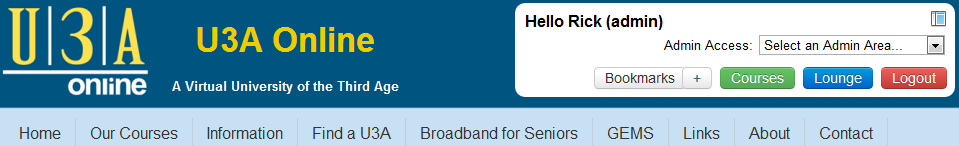 U|3|A
online
U3A Online
A Virtual University of the Third Age
Hello Rick (admin)
Admin Access: Select an Admin Area...
Bookmarks + Courses Lounge Logout
Home Our Courses Information Find a U3A Broadband for Seniors GEMS Links About Contact